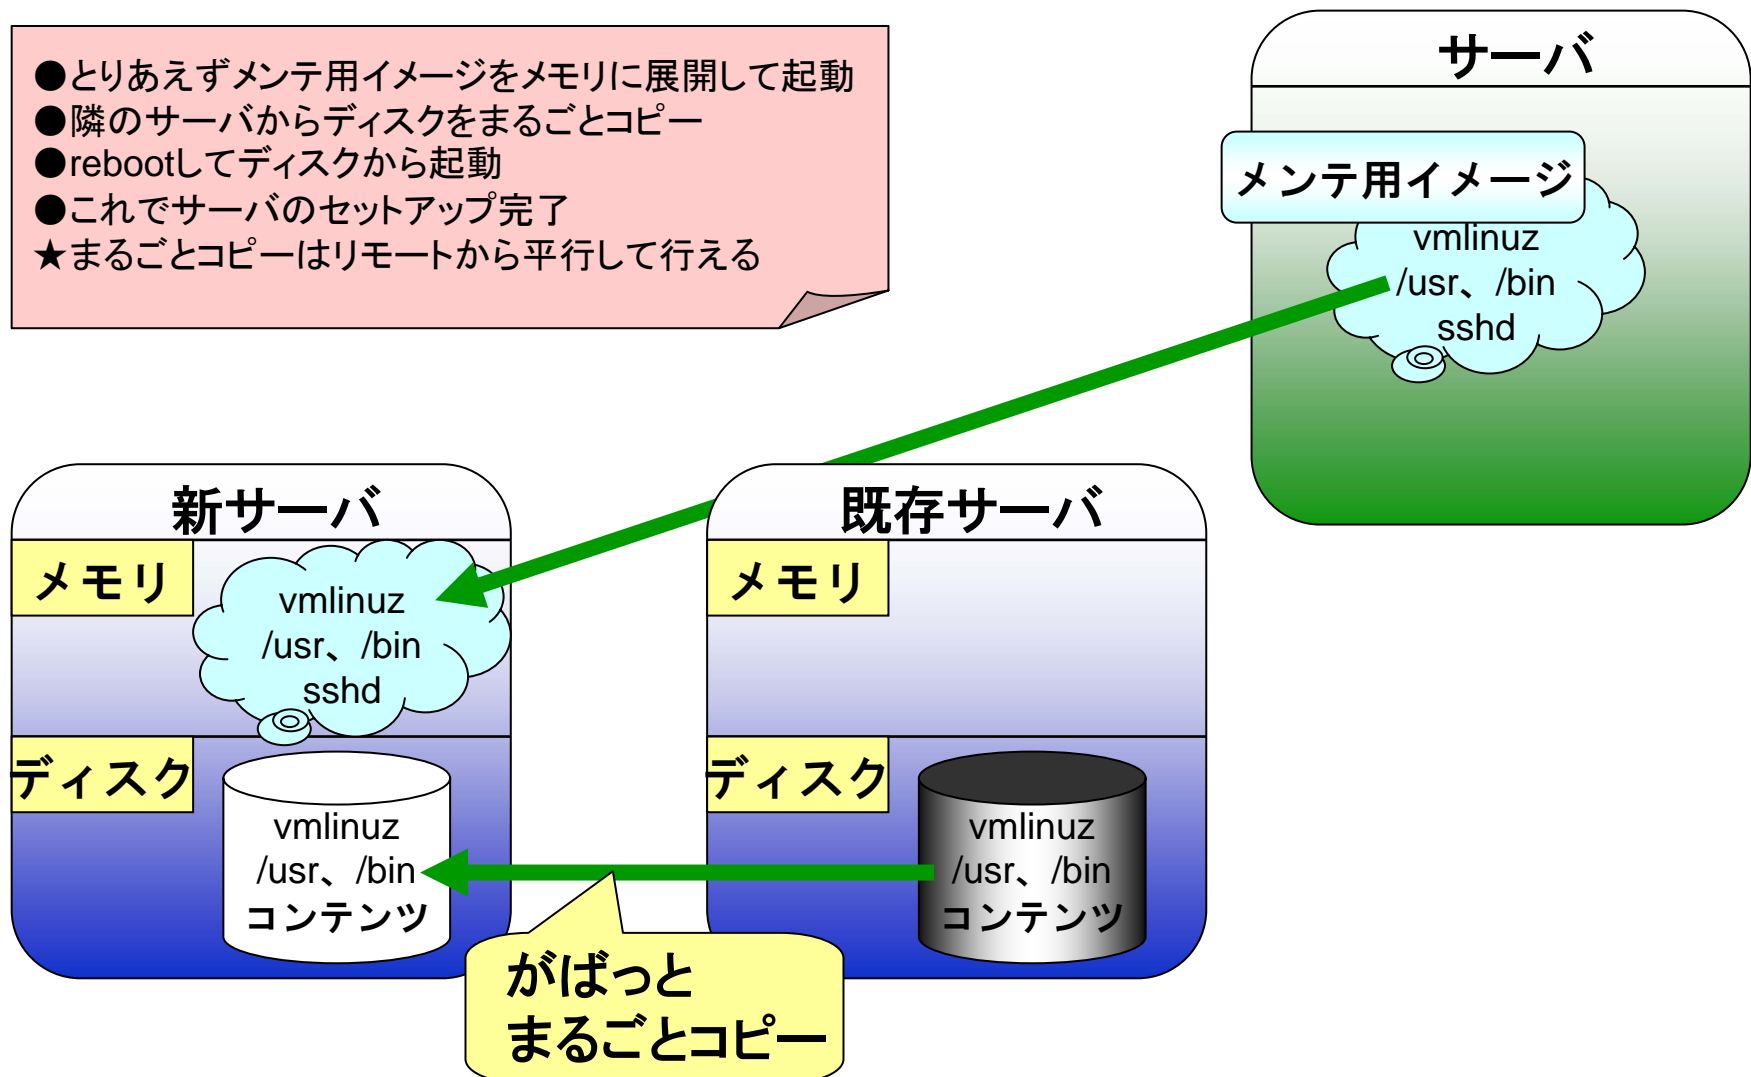 ●とりあえずメンテ用イメージをメモリに展開して起動
●隣のサーバからディスクをまるごとコピー
●rebootしてディスクから起動
●これでサーバのセットアップ完了
★まるごとコピーはリモートから平行して行える
サーバ
メンテ用イメージ
vmlinuz
/usr、/bin
sshd
新サーバ
メモリ
vmlinuz
/usr、/bin
sshd
ディスク
vmlinuz
/usr、/bin
コンテンツ
既存サーバ
メモリ
ディスク
vmlinuz
/usr、/bin
コンテンツ
がばっと
まるごとコピー